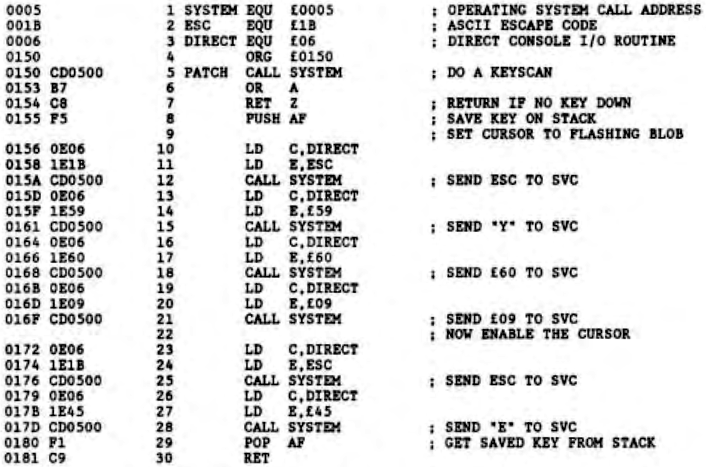 0005 1 SYSTEM EQU £0005 ; OPERATING SYSTEM CALL ADDRESS
001B 2 ESC EQU £1B ; ASCII ESCAPE CODE
0006 3 DIRECT EQU £06 ; DIRECT CONSOLE I/O ROUTINE
0150 4 ORG £0150
0150 CD0500 5 PATCH CALL SYSTEM ; DO A KEYSCAN
0153 B7 6 OR A
0154 C8 7 RET Z ; RETURN IF NO KEY DOWN
0155 F5 8 PUSH AF ; SAVE KEY ON STACK
9 ; SET CURSOR TO FLASHING BLOB
0156 0E06 10 LD C,DIRECT
0158 1E1B 11 LD E,ESC
015A CD0500 12 CALL SYSTEM ; SEND ESC TO SVC
015D 0E06 13 LD C,DIRECT
015F 1E59 14 LD E,£59
0161 CD0500 15 CALL SYSTEM ; SEND "Y" TO SVC
0164 0E06 16 LD C,DIRECT
0166 1E60 17 LD E,£60
0168 CD0500 18 CALL SYSTEM ; SEND £60 TO SVC
016B 0E06 19 LD C,DIRECT
016D 1E09 20 LD E,£09
016F CD0500 21 CALL SYSTEM ; SEND £09 TO SVC
22 ; NOW ENABLE THE CURSOR
0172 0E06 23 LD C,DIRECT
0174 1E1B 24 LD E,ESC
0176 CD0500 25 CALL SYSTEM ; SEND ESC TO SVC
0179 0E06 26 LD C,DIRECT
017B 1E45 27 LD E,£45
017D CD0500 28 CALL SYSTEM ; SEND "E" TO SVC
0180 F1 29 POP AF ; GET SAVED KEY FROM STACK
0181 C9 30 RET